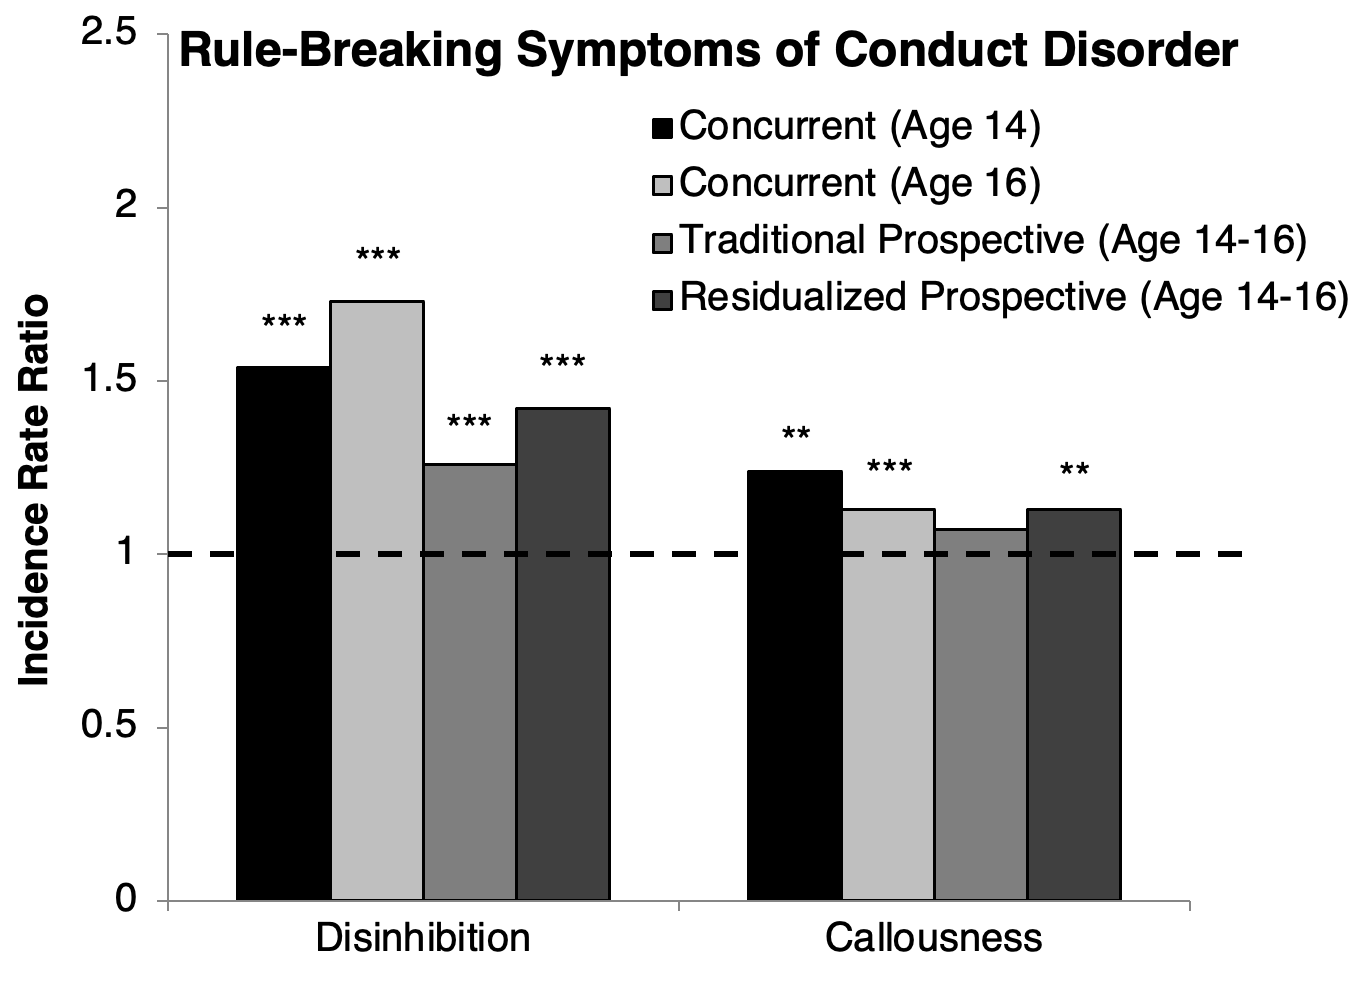 Rule-Breaking Symptoms of Conduct Disorder
2.5
Concurrent (Age 14)
Concurrent (Age 16)
Traditional Prospective (Age 14-16)
Residualized Prospective (Age 14-16)
2
1.5
1
0.5
0
Incidence Rate Ratio
***
***
***
***
**
***
**
Disinhibition
Callousness